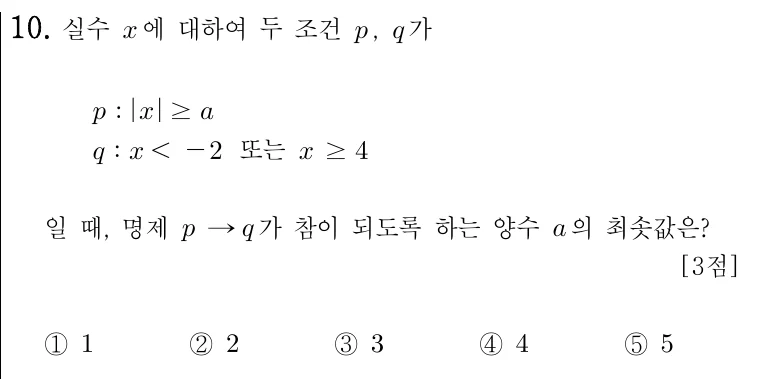 10. 실수 x에 대하여 두 조건 p, q가
p : |x| ≥ a
q : x < -2 또는 x ≥ 4
일 때, 명제 p → q가 참이 되도록 하는 양수 a의 최솟값은?
[3점]
① 1 ② 2 ③ 3 ④ 4 ⑤ 5